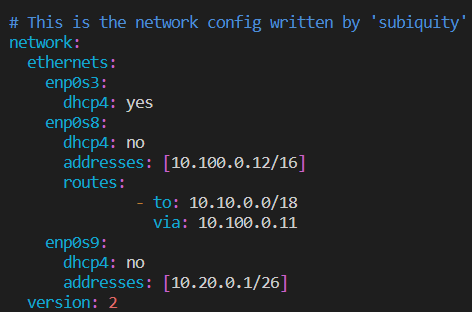 # This is the network config written by 'subiquity'
network:
  ethernets:
    enp0s3:
      dhcp4: yes
    enp0s8:
      dhcp4: no
      addresses: [10.100.0.12/16]
      routes:
              - to: 10.10.0.0/18
                via: 10.100.0.11
    enp0s9:
      dhcp4: no
      addresses: [10.20.0.1/26]
  version: 2